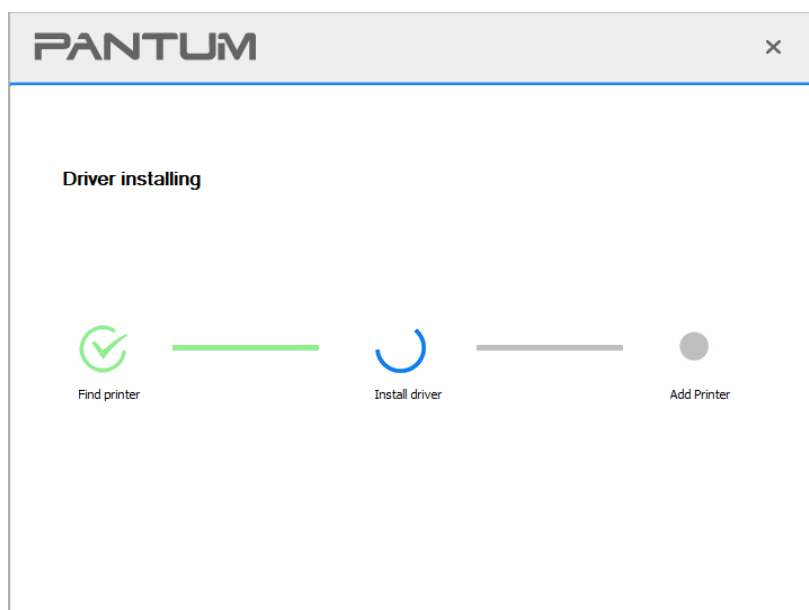 PANTUM
Driver installing
Find printer
Install driver
Add Printer